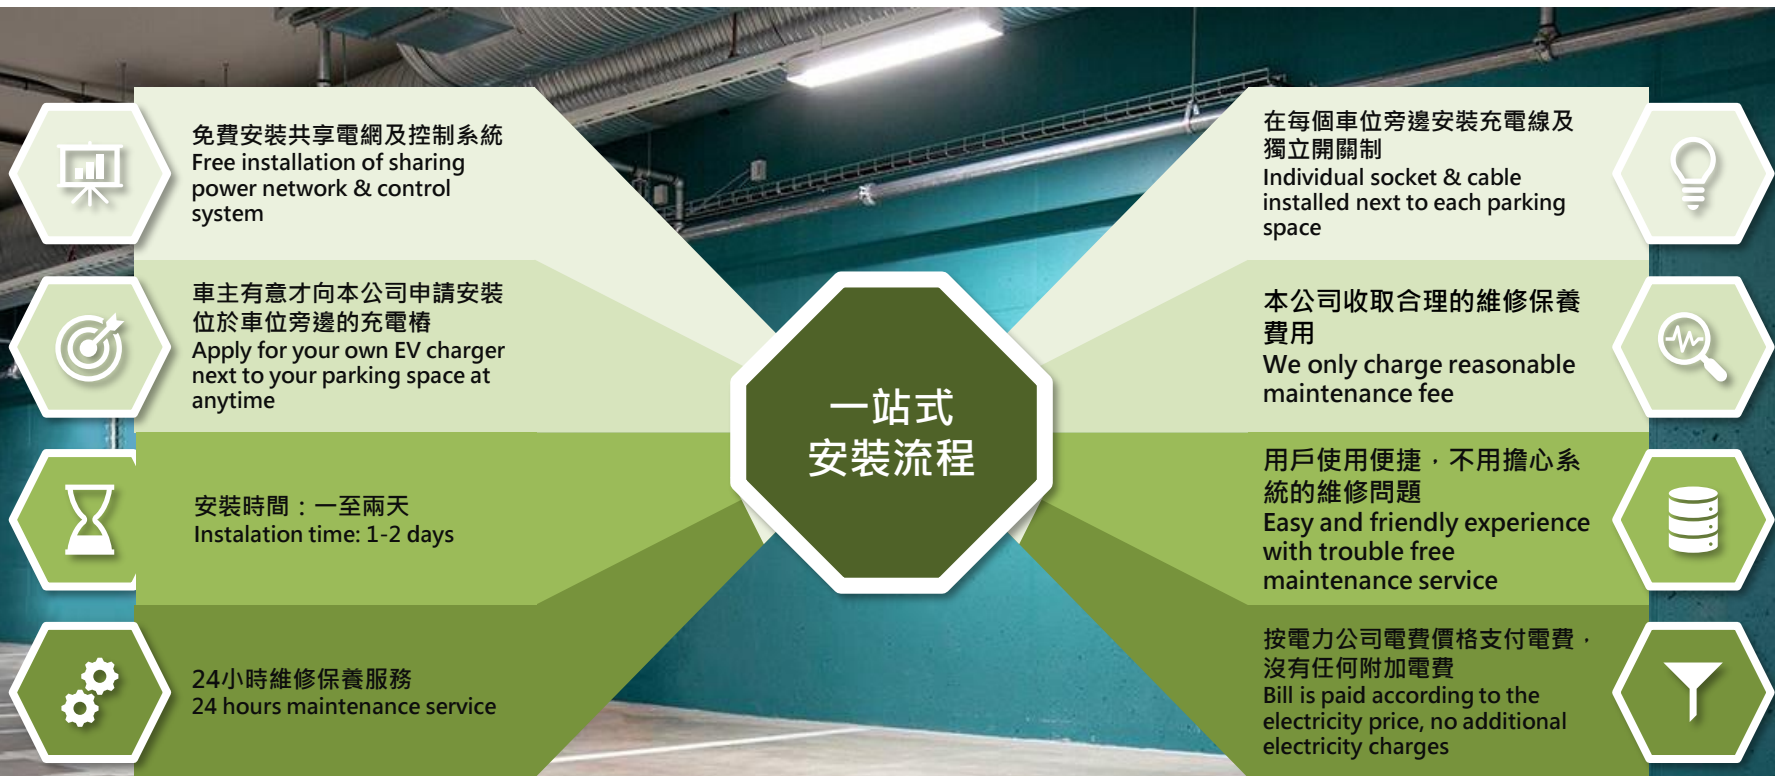 免費安裝共享電網及控制系統
Free installation of sharing
power network & control
system
車主有意才向本公司申請安裝
位於車位旁邊的充電樁
Apply for your own EV charger
next to your parking space at
anytime
安裝時間：一至兩天
Instalation time: 1-2 days
24小時維修保養服務
24 hours maintenance service
一站式
安裝流程
在每個車位旁邊安裝充電線及
獨立開關制
Individual socket & cable
installed next to each parking
space
本公司收取合理的維修保養
費用
We only charge reasonable
maintenance fee
用戶使用便捷，不用擔心系
統的維修問題
Easy and friendly experience
with trouble free
maintenance service
按電力公司電費價格支付電費，
沒有任何附加電費
Bill is paid according to the
electricity price, no additional
electricity charges